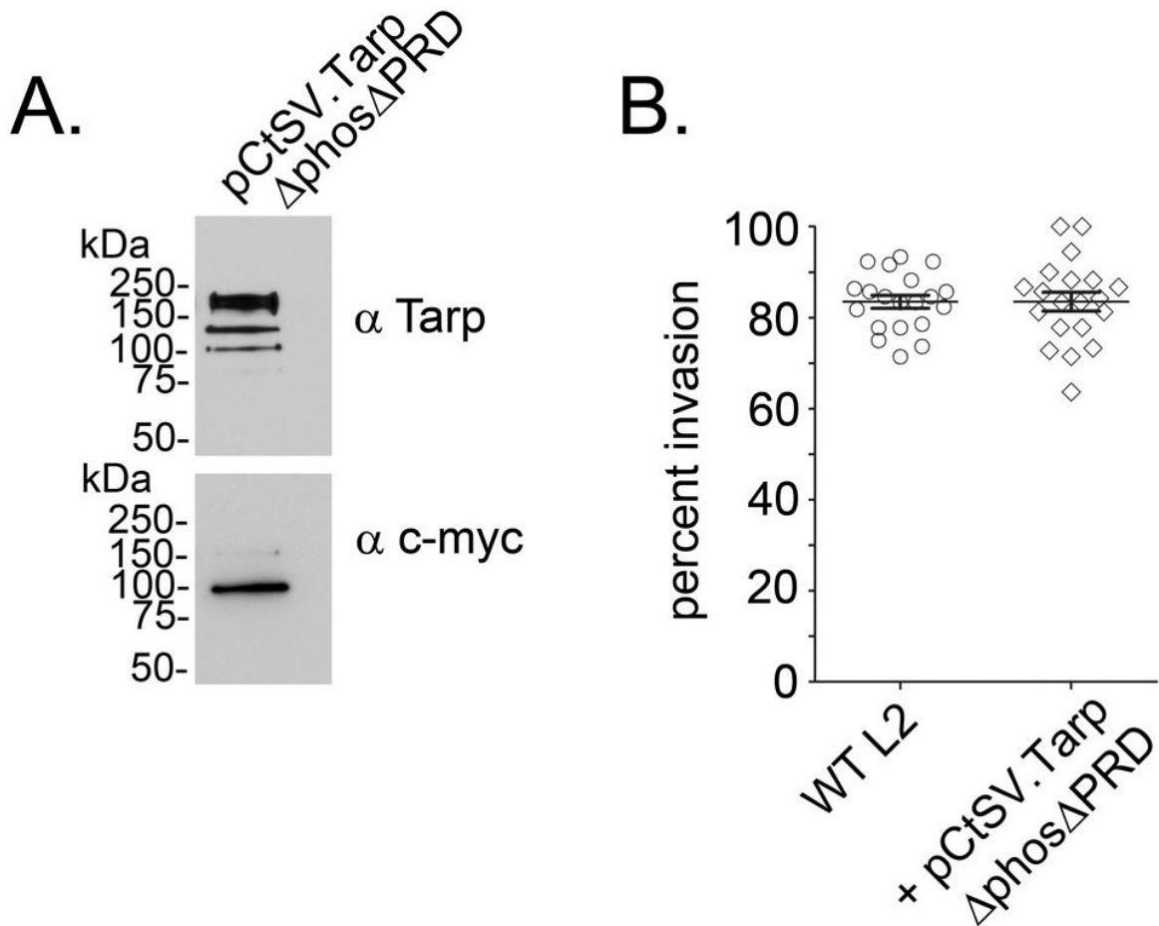 A.
pCtSV.Tarp
ΔphosΔPRD
kDa
250-
150-
100-
75-
50-
α Tarp
kDa
250-
150-
100-
75-
50-
α c-myc
B.
percent invasion
100
80
60
40
20
0
WT L2
+ pCtSV.Tarp
ΔphosΔPRD